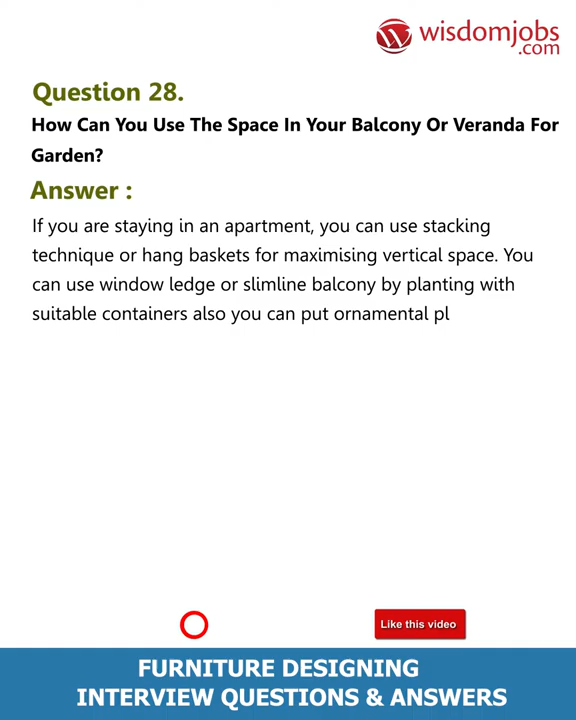 wisdomjobs
.com
Question 28.
How Can You Use The Space In Your Balcony Or Veranda For
Garden?
Answer :
If you are staying in an apartment, you can use stacking
technique or hang baskets for maximising vertical space. You
can use window ledge or slimline balcony by planting with
suitable containers also you can put ornamental pl
Like this video
FURNITURE DESIGNING
INTERVIEW QUESTIONS & ANSWERS